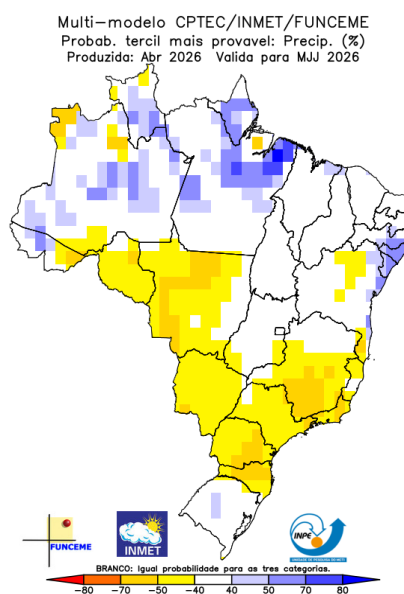 Multi-modelo CPTEC/INMET/FUNCEME
Probab. tercil mais provavel: Precip. (%)
Produzida: Abr 2026 Valida para MJJ 2026
FUNCEME
INMET
INPE
BRANCO: Igual probabilidade para as tres categorias.
-80 -70 -60 -50 -40 40 50 60 70 80